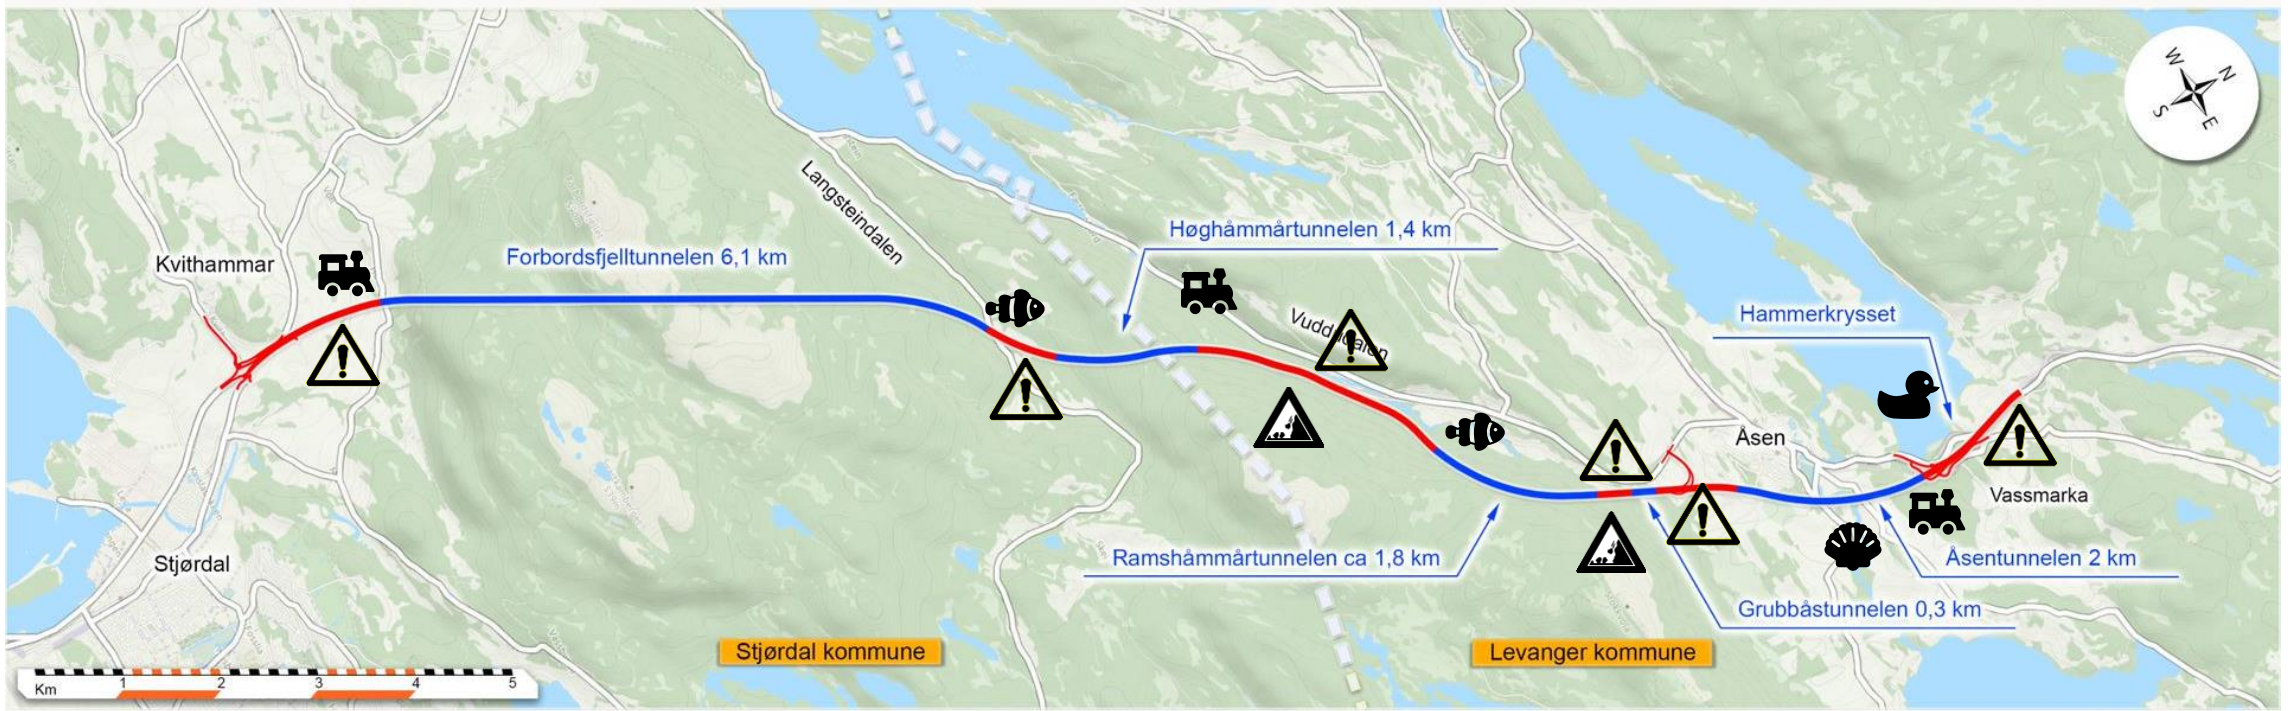 W
N
S
E
Langsteindalen
Høghåmmårtunnelen 1,4 km
Kvithammar
Forbordsfjelltunnelen 6,1 km
Hammerkrysset
Åsen
Vassmarka
Stjørdal
Ramshåmmårtunnelen ca 1,8 km
Åsentunnelen 2 km
Grubbåstunnelen 0,3 km
Stjørdal kommune
Levanger kommune
Km 1 2 3 4 5